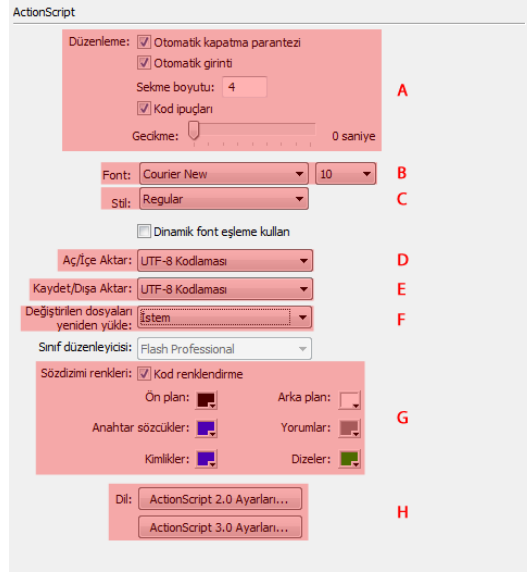 ActionScript
Düzenleme: Otomatik kapatma parantezi
Otomatik girinti
Sekme boyutu: 4
Kod ipuçları
Gecikme: 0 saniye
A
Font: Courier New 10 B
Stil: Regular C
Dinamik font eşleme kullan
Aç/İçe Aktar: UTF-8 Kodlaması D
Kaydet/Dışa Aktar: UTF-8 Kodlaması E
Değiştirilen dosyaları
yeniden yükle: İstem F
Sınıf düzenleyicisi: Flash Professional
Sözdizimi renkleri: Kod renklendirme
Ön plan: Arka plan:
Anahtar sözcükler: Yorumlar: G
Kimlikler: Dizeler:
Dil: ActionScript 2.0 Ayarları...
H
ActionScript 3.0 Ayarları...